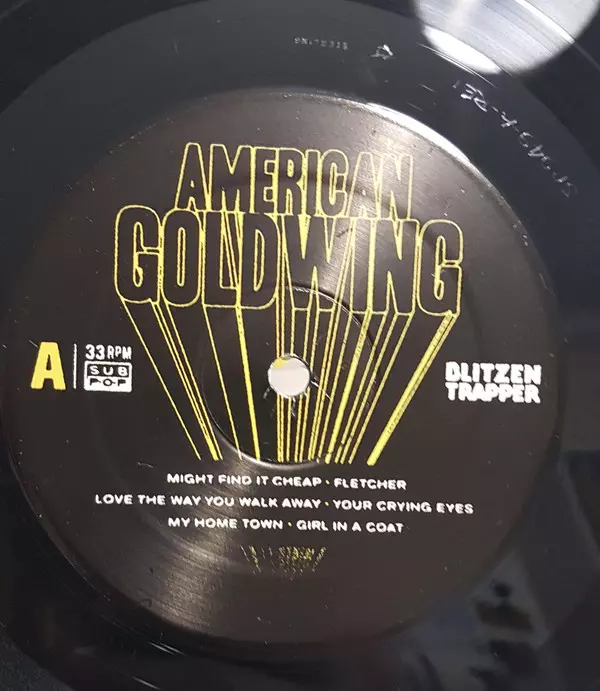 STERLING
AMERICAN
GOLDWING
A
33 RPM
SUB
POP
BLITZEN
TRAPPER
MIGHT FIND IT CHEAP · FLETCHER
LOVE THE WAY YOU WALK AWAY · YOUR CRYING EYES
MY HOME TOWN · GIRL IN A COAT